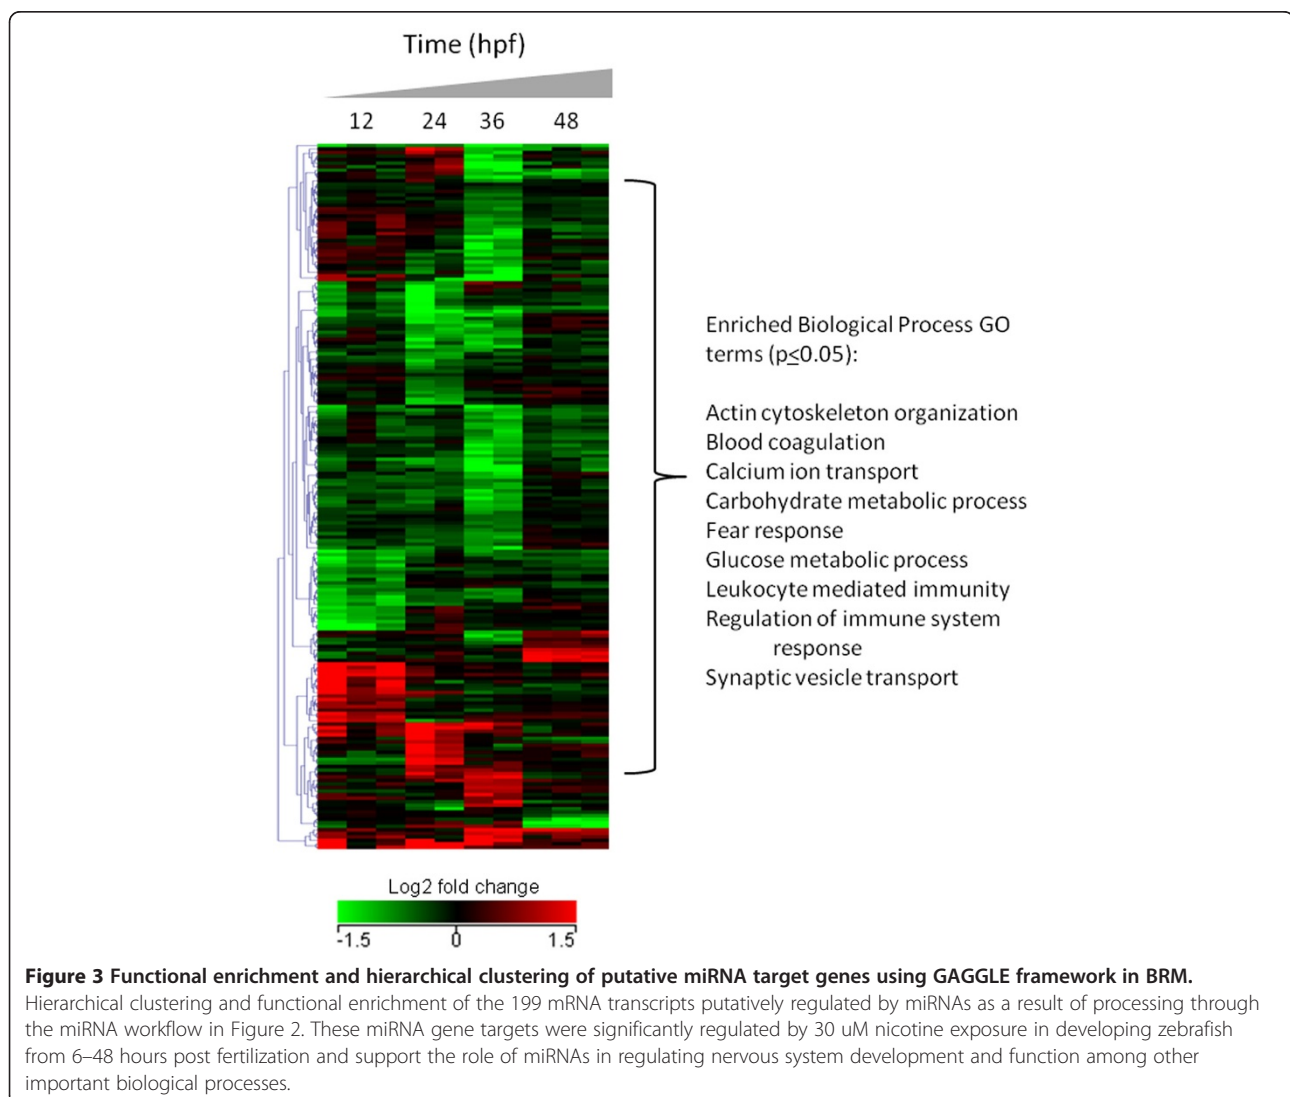 Time (hpf)
12 24 36 48
Enriched Biological Process GO
terms (p≤0.05):
Actin cytoskeleton organization
Blood coagulation
Calcium ion transport
Carbohydrate metabolic process
Fear response
Glucose metabolic process
Leukocyte mediated immunity
Regulation of immune system
response
Synaptic vesicle transport
Log2 fold change
-1.5 0 1.5
Figure 3 Functional enrichment and hierarchical clustering of putative miRNA target genes using GAGGLE framework in BRM.
Hierarchical clustering and functional enrichment of the 199 mRNA transcripts putatively regulated by miRNAs as a result of processing through
the miRNA workflow in Figure 2. These miRNA gene targets were significantly regulated by 30 uM nicotine exposure in developing zebrafish
from 6–48 hours post fertilization and support the role of miRNAs in regulating nervous system development and function among other
important biological processes.